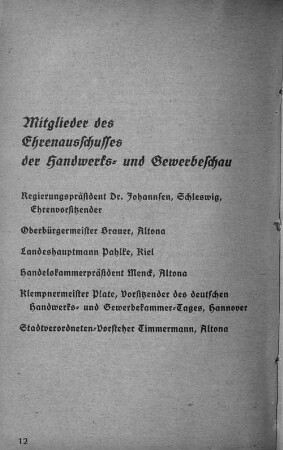 Mitglieder des
Ehrenausschusses
der Handwerks- und Gewerbeschau
Regierungspräsident Dr. Johannsen, Schleswig,
Ehrenvorsitzender
Oberbürgermeister Brauer, Altona
Landeshauptmann Pahlke, Kiel
Handelskammerpräsident Menck, Altona
Klempnermeister Plate, Vorsitzender des deutschen
Handwerks- und Gewerbekammer-Tages, Hannover
Stadtverordneten-Vorsteher Timmermann, Altona
12